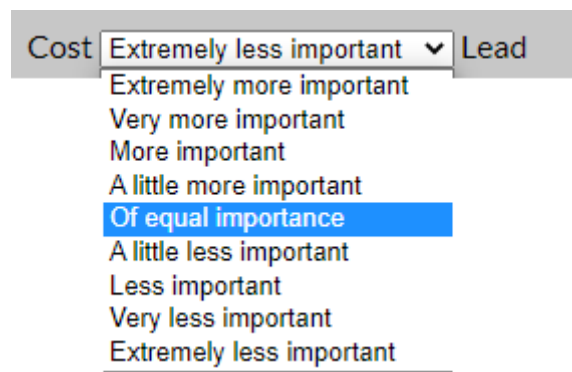 Cost Extremely less important Lead
Extremely more important
Very more important
More important
A little more important
Of equal importance
A little less important
Less important
Very less important
Extremely less important